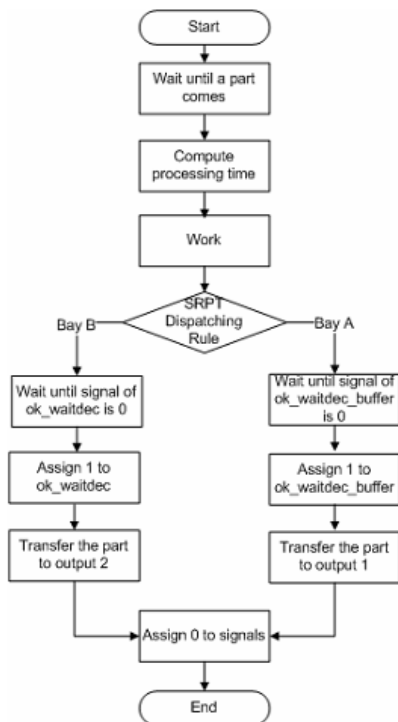 Start
Wait until a part
comes
Compute
processing time
Work
SRPT
Dispatching
Rule
Bay B
Bay A
Wait until signal of
ok_waitdec is 0
Wait until signal of
ok_waitdec_buffer
is 0
Assign 1 to
ok_waitdec
Assign 1 to
ok_waitdec_buffer
Transfer the part
to output 2
Transfer the part
to output 1
Assign 0 to signals
End